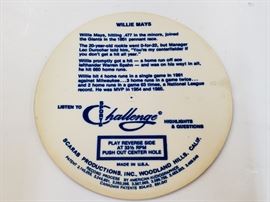 WILLIE MAYS
Willie Mays, hitting .477 in the minors, joined
the Giants in the 1951 pennant race.
The 20-year-old rookie went 0-for-22, but Manager
Leo Durocher told him, "You're my centerfielder if
you don't get a hit all year."
Willie promptly got a hit — a home run off ace
lefthander Warren Spahn — and was on his way in all,
he hit 660 home runs.
Willie hit 4 home runs in a single game in 1961
against Milwaukee... 3 home runs in a game twice...
and 2 home runs in a game 63 times, a National League
record. He was MVP in 1954 and 1965.
LISTEN TO
Challenge
HIGHLIGHTS
& QUESTIONS
PLAY REVERSE SIDE
AT 33⅓ RPM
PUSH OUT CENTER HOLE
MADE IN U.S.A.
SCARAB PRODUCTIONS, INC., WOODLAND HILLS, CALIF.